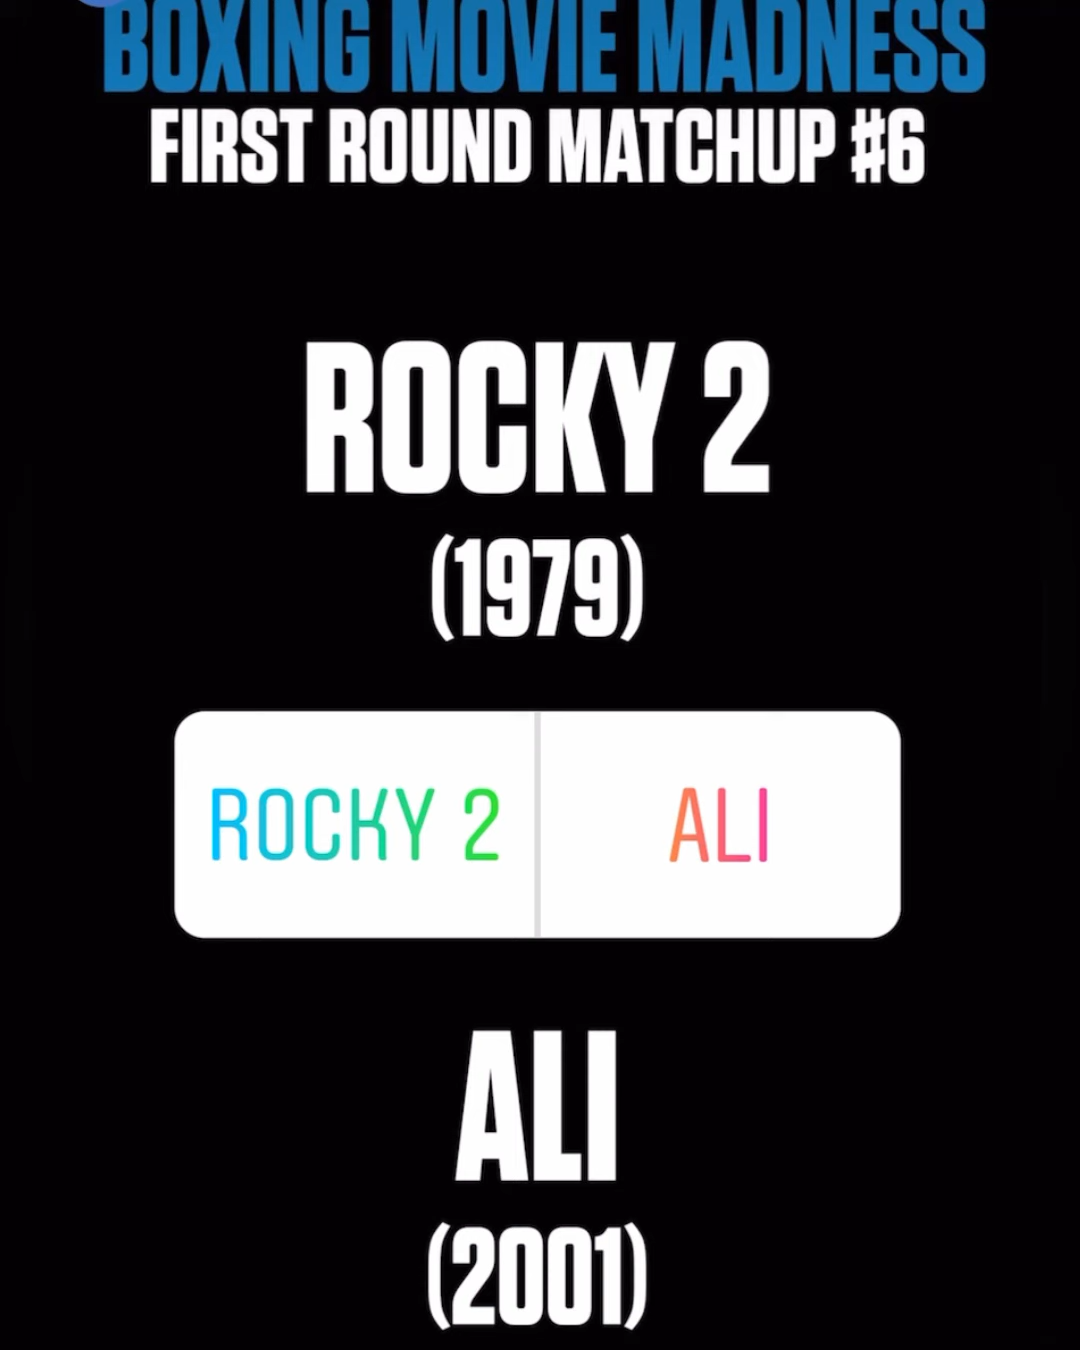 BOXING MOVIE MADNESS
FIRST ROUND MATCHUP #6
ROCKY 2
(1979)
ROCKY 2
ALI
ALI
(2001)